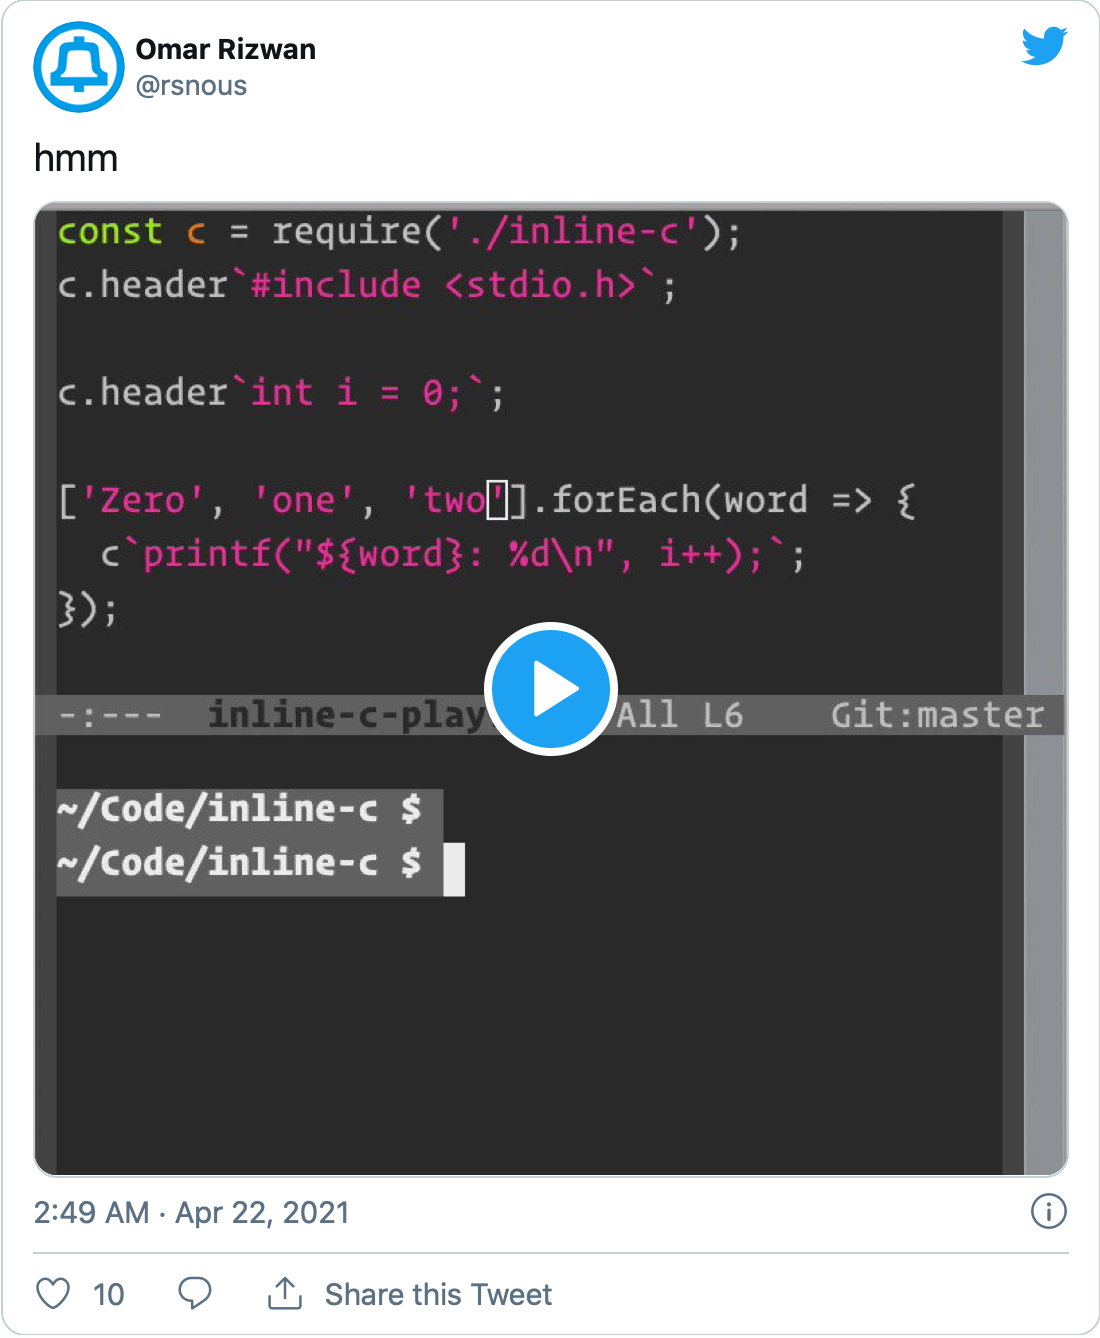 Omar Rizwan
@rsnous
hmm
const c = require('./inline-c');
c.header`#include <stdio.h>`;
c.header`int i = 0;`;
['Zero', 'one', 'two'].forEach(word => {
  c`printf("${word}: %d\n", i++);`;
});
-:--- inline-c-play All L6 Git:master
~/Code/inline-c $
~/Code/inline-c $
2:49 AM · Apr 22, 2021
10 Share this Tweet